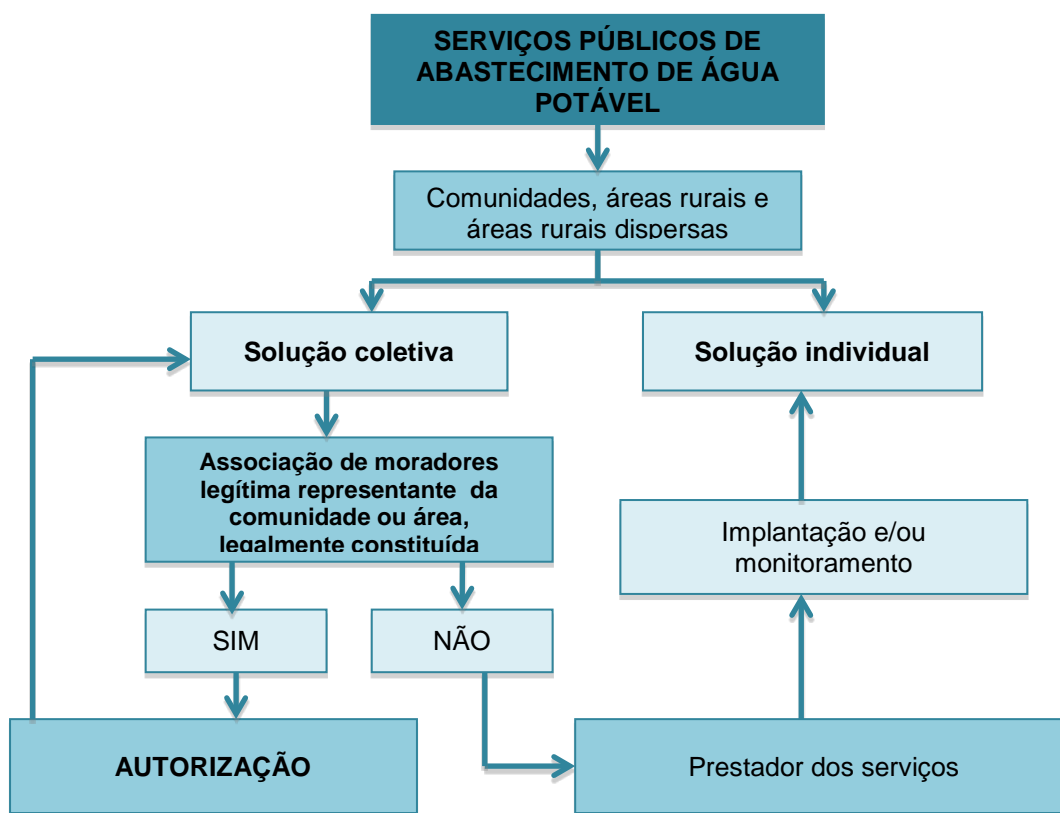 SERVIÇOS PÚBLICOS DE
ABASTECIMENTO DE ÁGUA
POTÁVEL
Comunidades, áreas rurais e
áreas rurais dispersas
Solução coletiva
Solução individual
Associação de moradores
legítima representante da
comunidade ou área,
legalmente constituída
Implantação e/ou
monitoramento
SIM
NÃO
AUTORIZAÇÃO
Prestador dos serviços